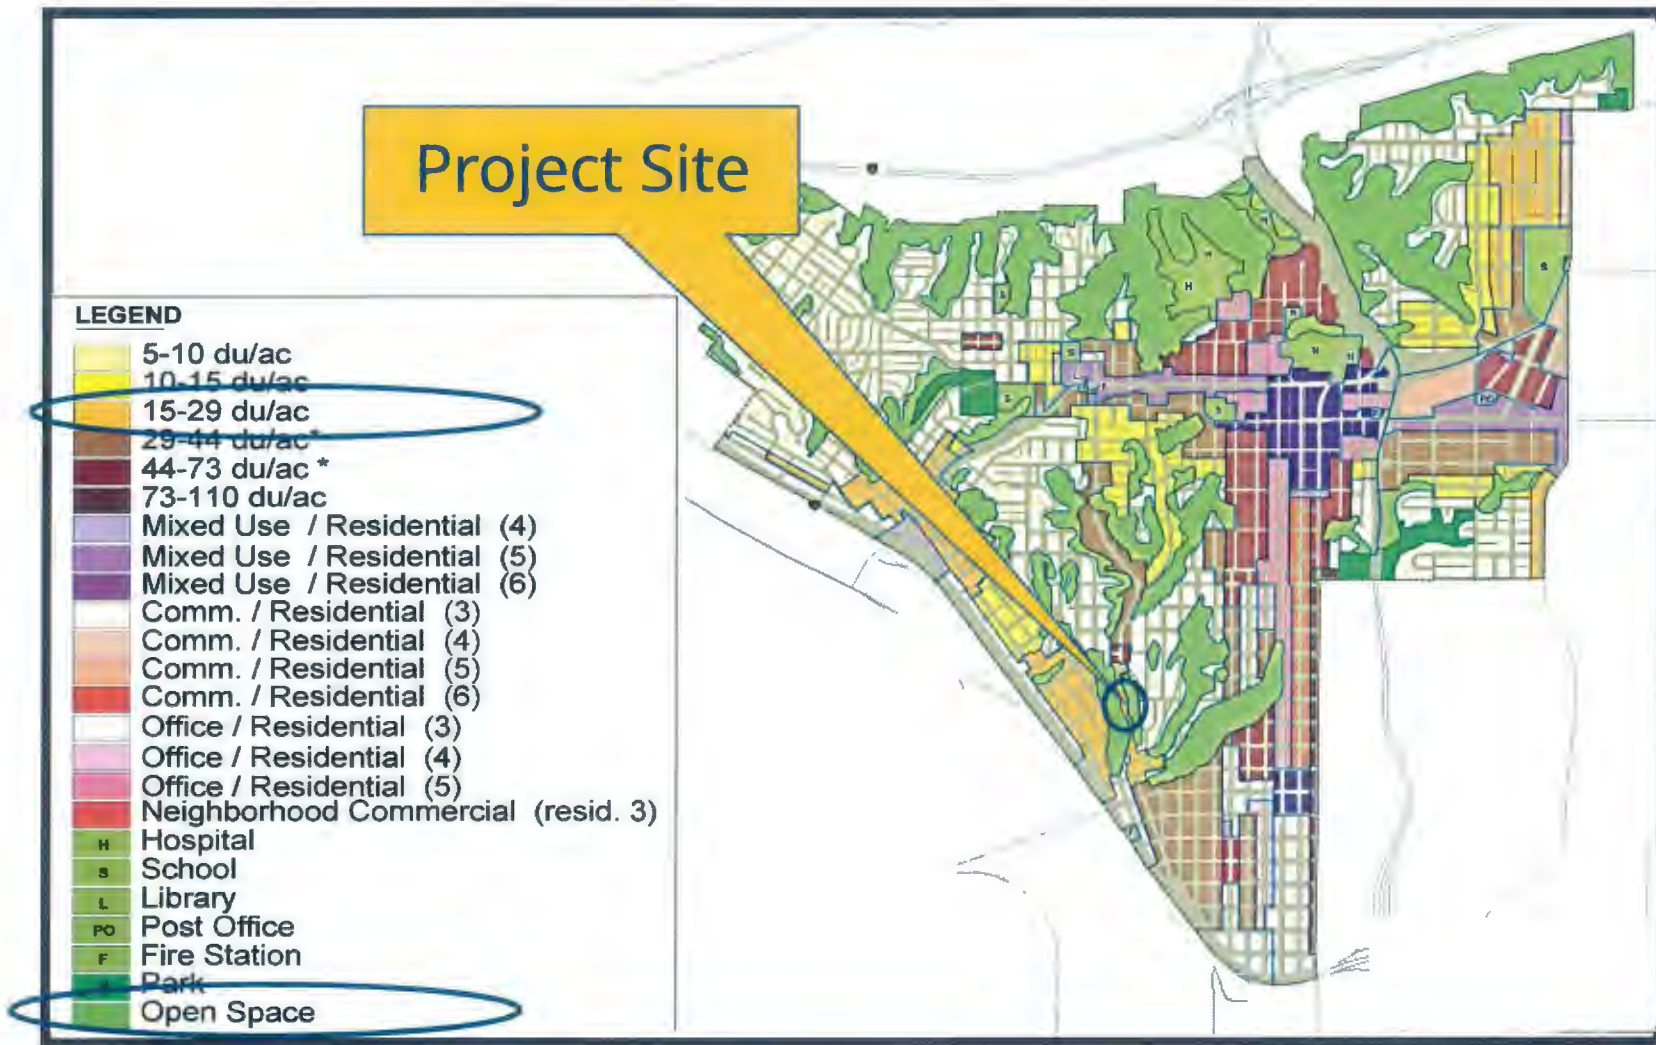 Project Site
LEGEND
5-10 du/ac
10-15 du/ac
15-29 du/ac
29-44 du/ac*
44-73 du/ac *
73-110 du/ac
Mixed Use / Residential (4)
Mixed Use / Residential (5)
Mixed Use / Residential (6)
Comm. / Residential (3)
Comm. / Residential (4)
Comm. / Residential (5)
Comm. / Residential (6)
Office / Residential (3)
Office / Residential (4)
Office / Residential (5)
Neighborhood Commercial (resid. 3)
H Hospital
S School
L Library
PO Post Office
F Fire Station
Park
Open Space
H
S
H
PO
S